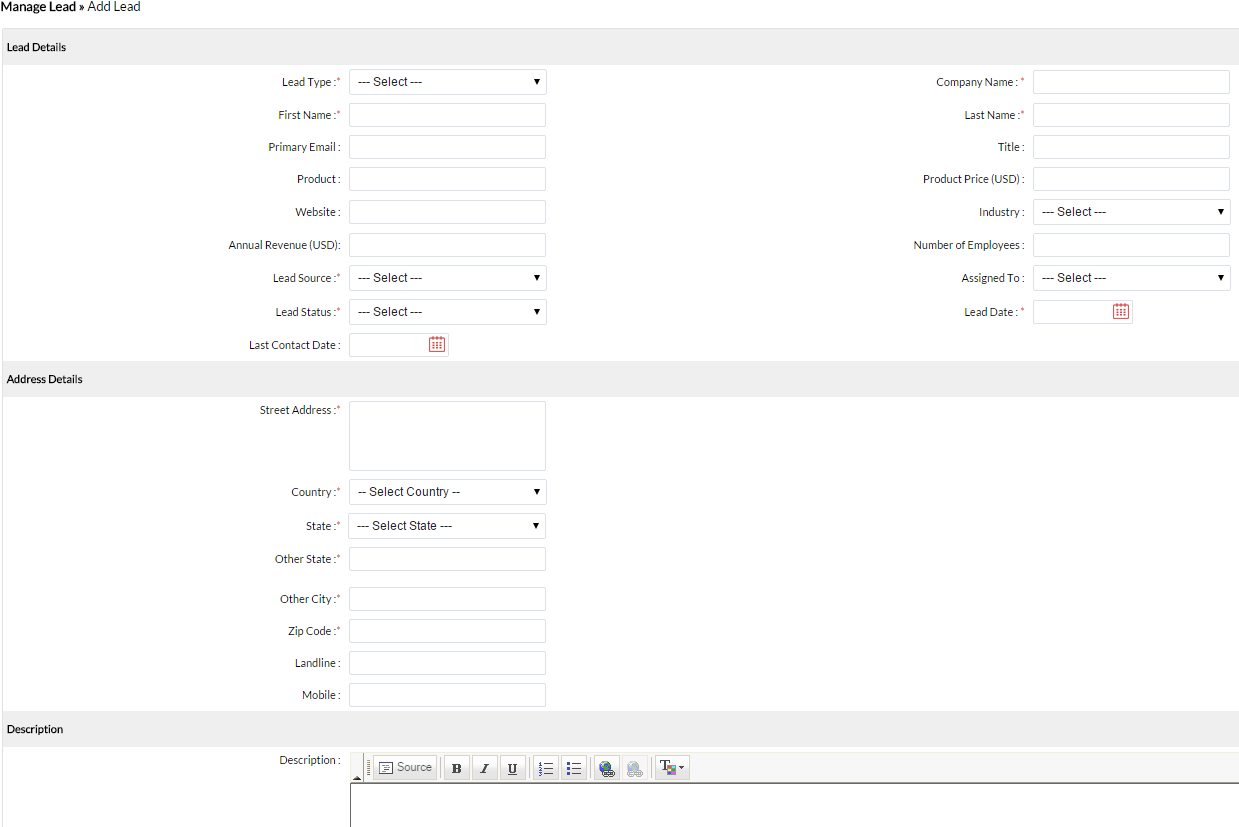 Manage Lead » Add Lead
Lead Details
Lead Type :* --- Select --- Company Name : *
First Name :* Last Name :*
Primary Email : Title :
Product : Product Price (USD) :
Website : Industry : --- Select ---
Annual Revenue (USD): Number of Employees :
Lead Source :* --- Select --- Assigned To : --- Select ---
Lead Status :* --- Select --- Lead Date : *
Last Contact Date :
Address Details
Street Address :*
Country :* -- Select Country --
State :* --- Select State ---
Other State :*
Other City :*
Zip Code :*
Landline :
Mobile :
Description
Description : Source B I U